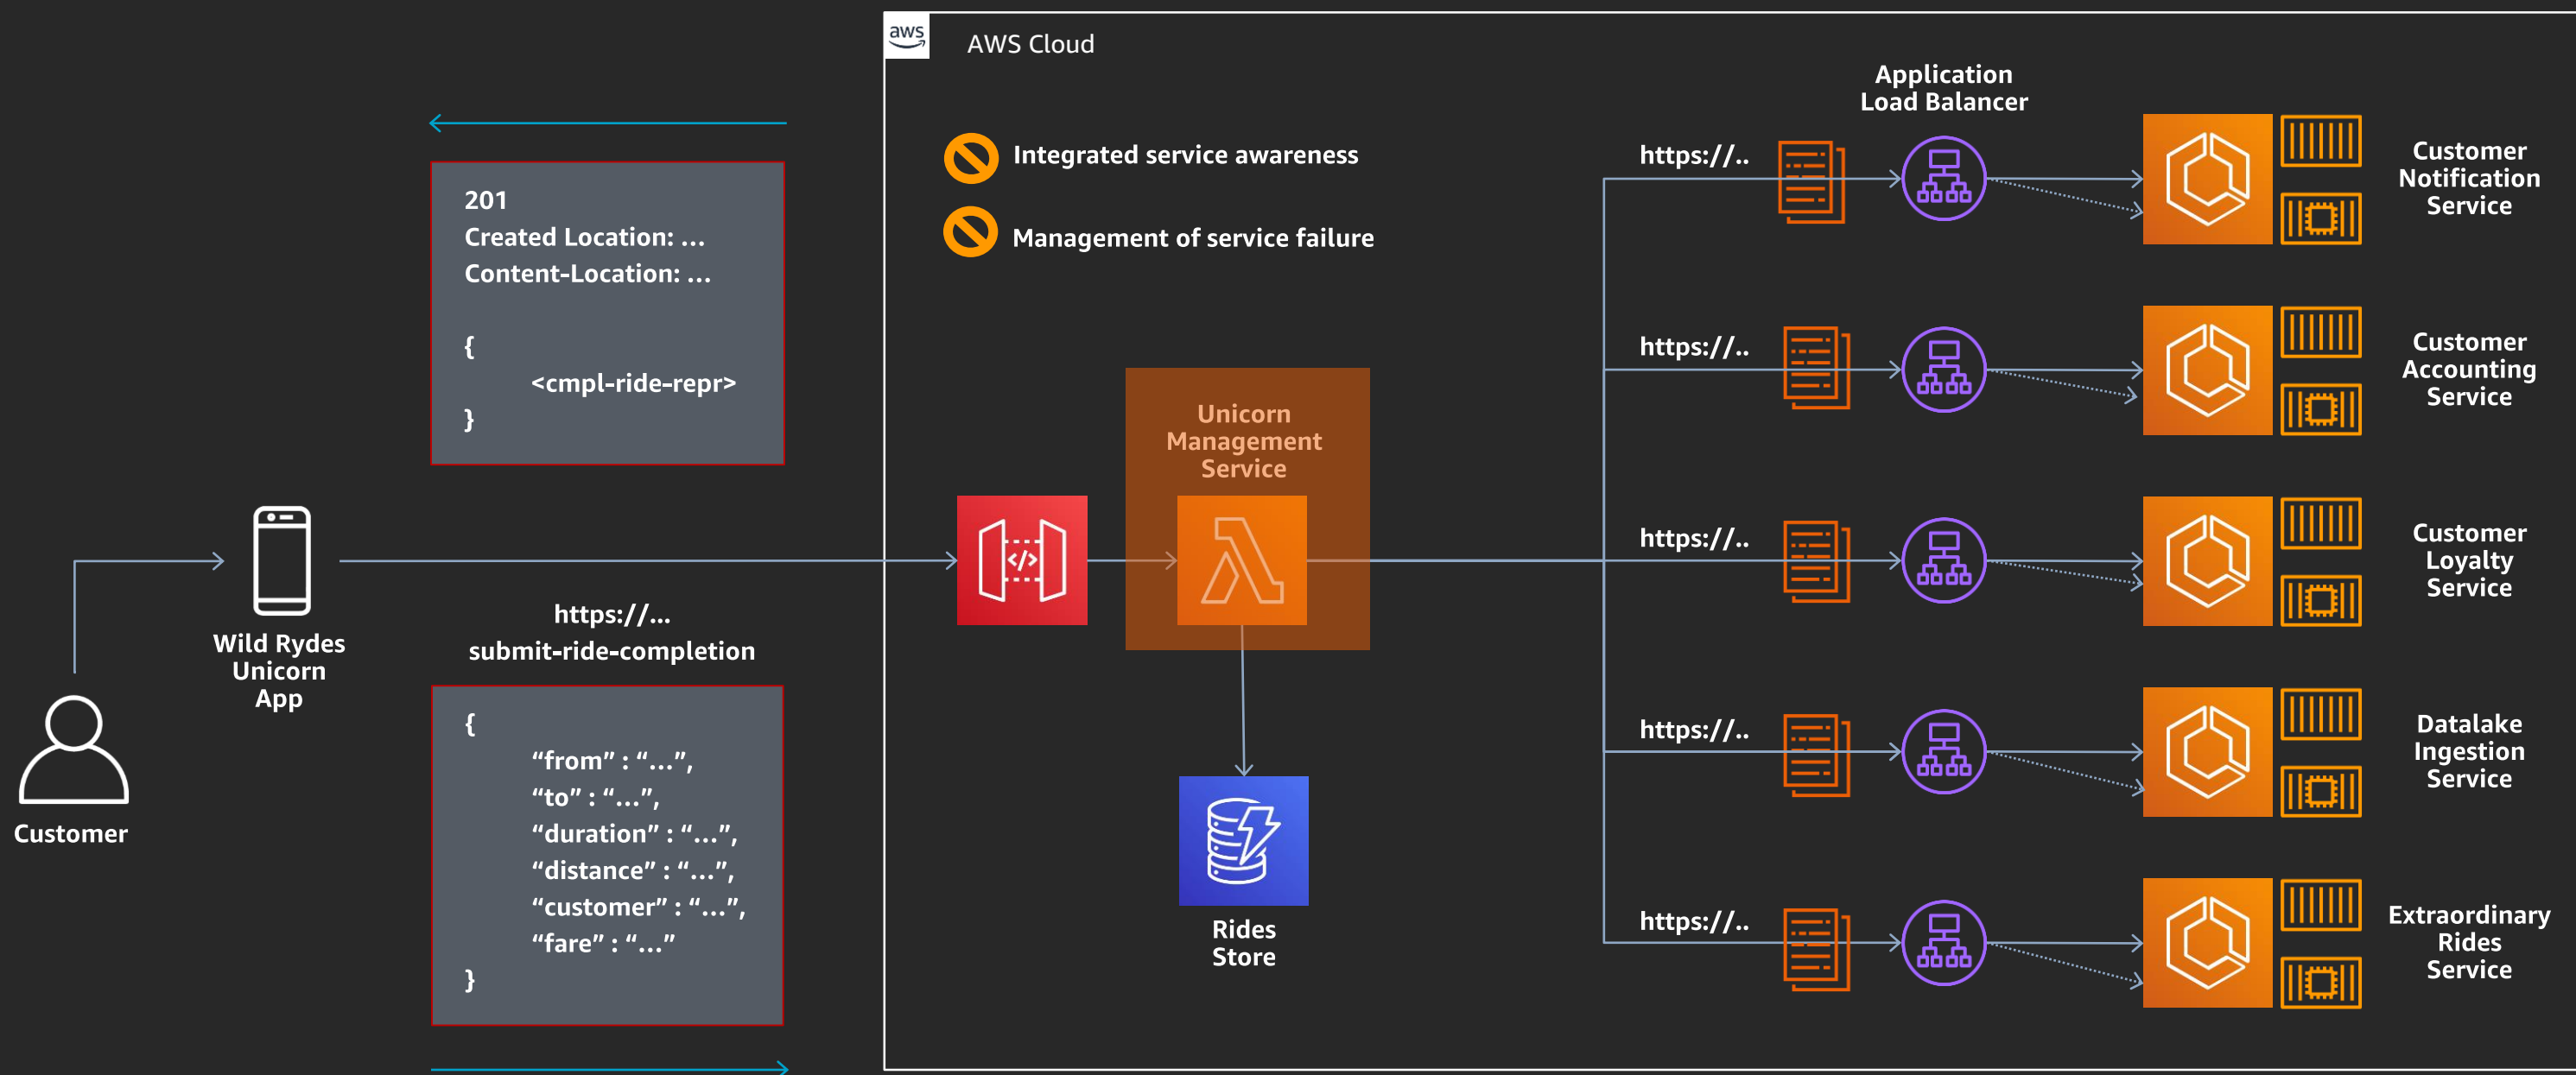 aws
AWS Cloud
Integrated service awareness
Management of service failure
201
Created Location: ...
Content-Location: ...
{
<cmpl-ride-repr>
}
Customer
Wild Rydes
Unicorn
App
https://...
submit-ride-completion
{
“from” : “...”,
“to” : “...”,
“duration” : “...”,
“distance” : “...”,
“customer” : “...”,
“fare” : “...”
}
</>
Unicorn
Management
Service
Rides
Store
Application
Load Balancer
https://..
Customer
Notification
Service
https://..
Customer
Accounting
Service
https://..
Customer
Loyalty
Service
https://..
Datalake
Ingestion
Service
https://..
Extraordinary
Rides
Service